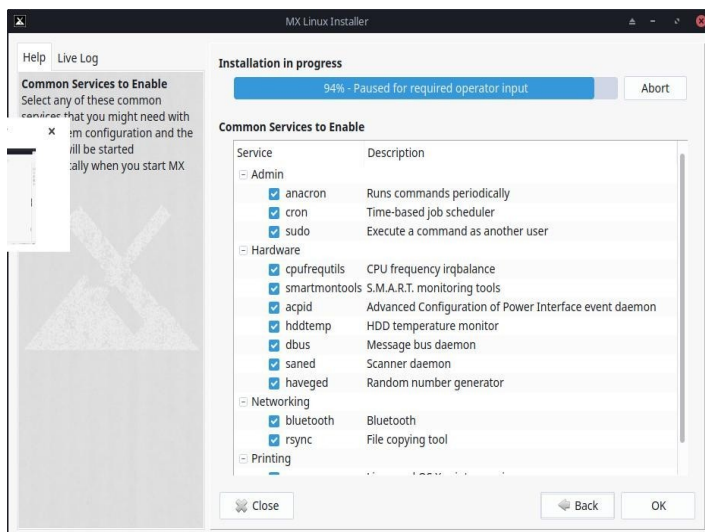 MX Linux Installer
Help Live Log
Common Services to Enable
Select any of these common
services that you might need with
em configuration and the
will be started
cally when you start MX
Installation in progress
94% - Paused for required operator input
Abort
Common Services to Enable
Service Description
Admin
anacron Runs commands periodically
cron Time-based job scheduler
sudo Execute a command as another user
Hardware
cpufrequtils CPU frequency irqbalance
smartmontools S.M.A.R.T. monitoring tools
acpid Advanced Configuration of Power Interface event daemon
hddtemp HDD temperature monitor
dbus Message bus daemon
saned Scanner daemon
haveged Random number generator
Networking
bluetooth Bluetooth
rsync File copying tool
Printing
Close Back OK